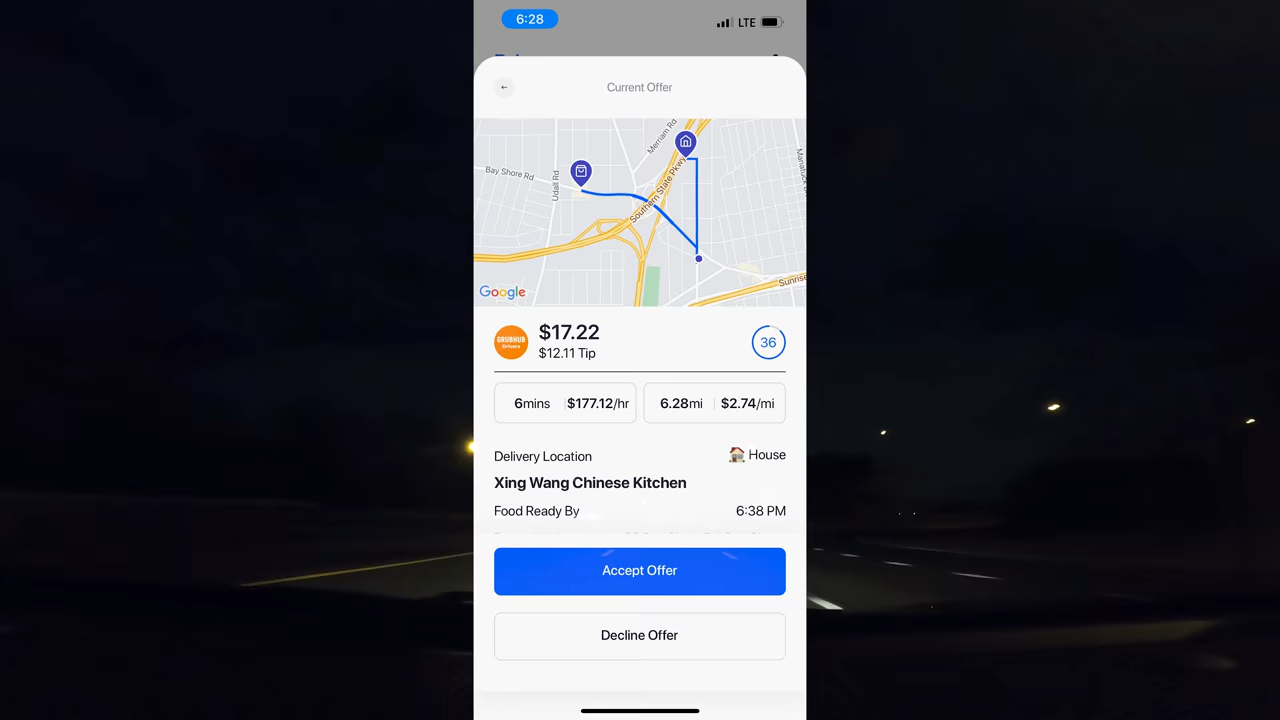 6:28
LTE
Current Offer
Merriam Rd
Bay Shore Rd
Udall Rd
Southern State Pkwy
Google
Sunrise
GRUBHUB
Drivers
$17.22
$12.11 Tip
36
6mins
$177.12/hr
6.28mi
$2.74/mi
Delivery Location
House
Xing Wang Chinese Kitchen
Food Ready By
6:38 PM
Accept Offer
Decline Offer